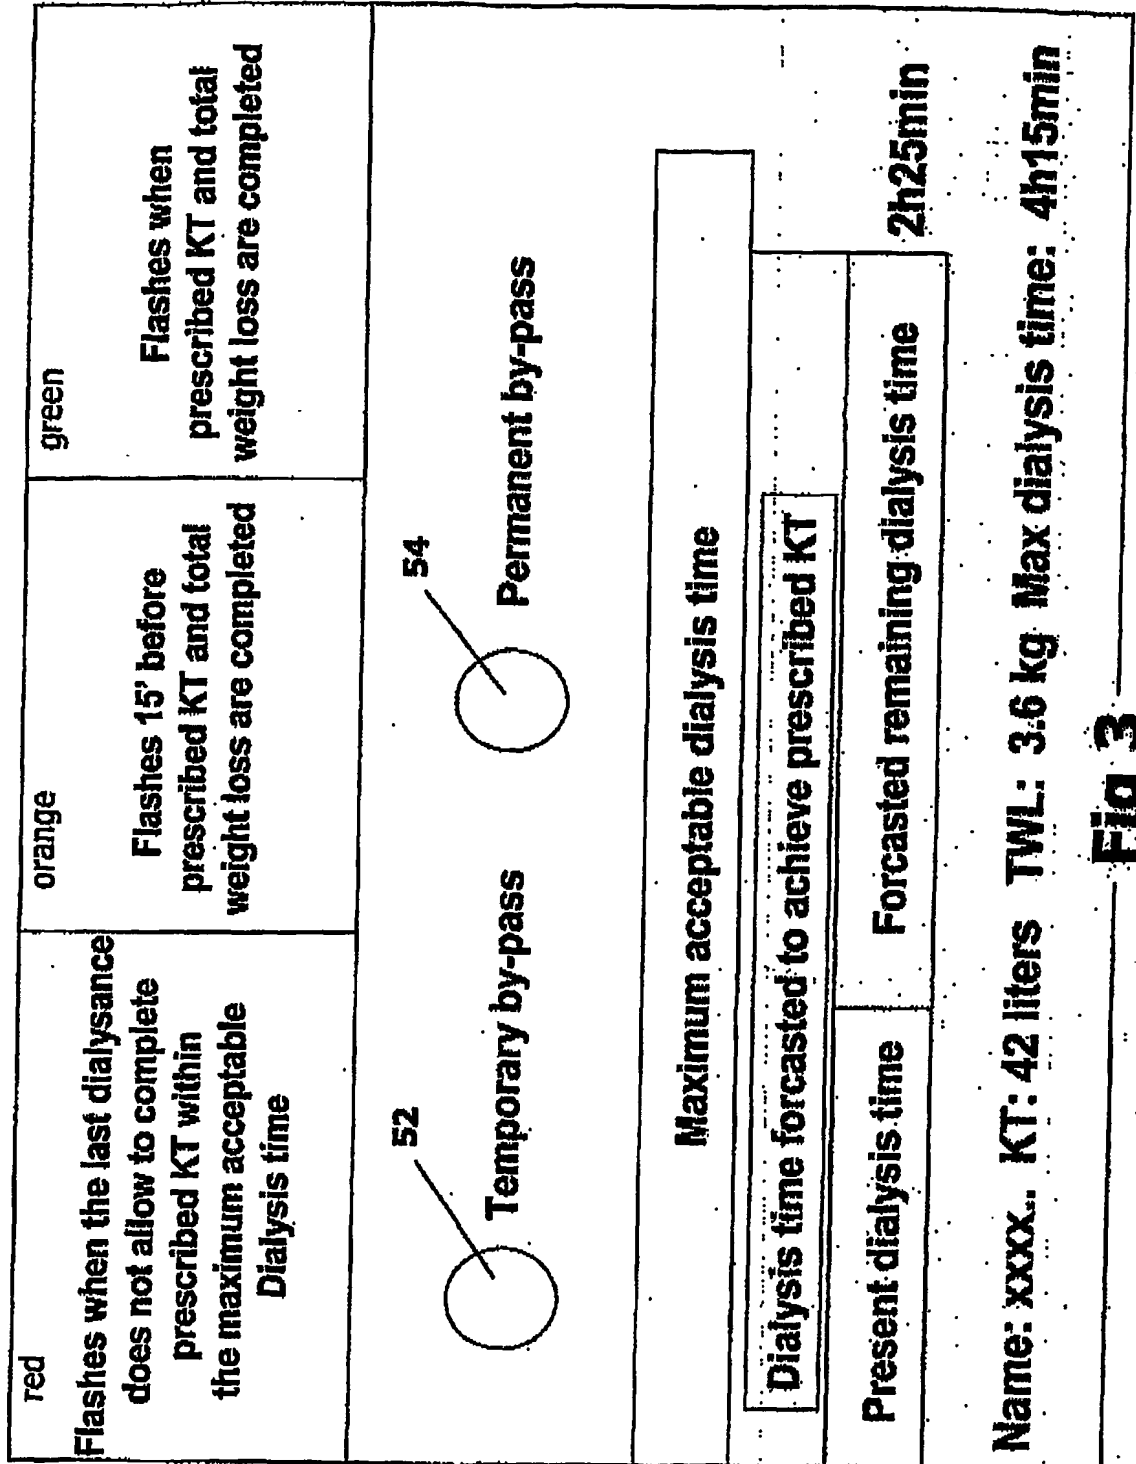 red
Flashes when the last dialysance
does not allow to complete
prescribed KT within
the maximum acceptable
Dialysis time
orange
Flashes 15' before
prescribed KT and total
weight loss are completed
green
Flashes when
prescribed KT and total
weight loss are completed
52
Temporary by-pass
54
Permanent by-pass
Maximum acceptable dialysis time
Dialysis time forcasted to achieve prescribed KT
Present dialysis time
Forcasted remaining dialysis time
2h25min
Name: xxxx.. KT: 42 liters TWL: 3.6 kg Max dialysis time: 4h15min
Fig 3